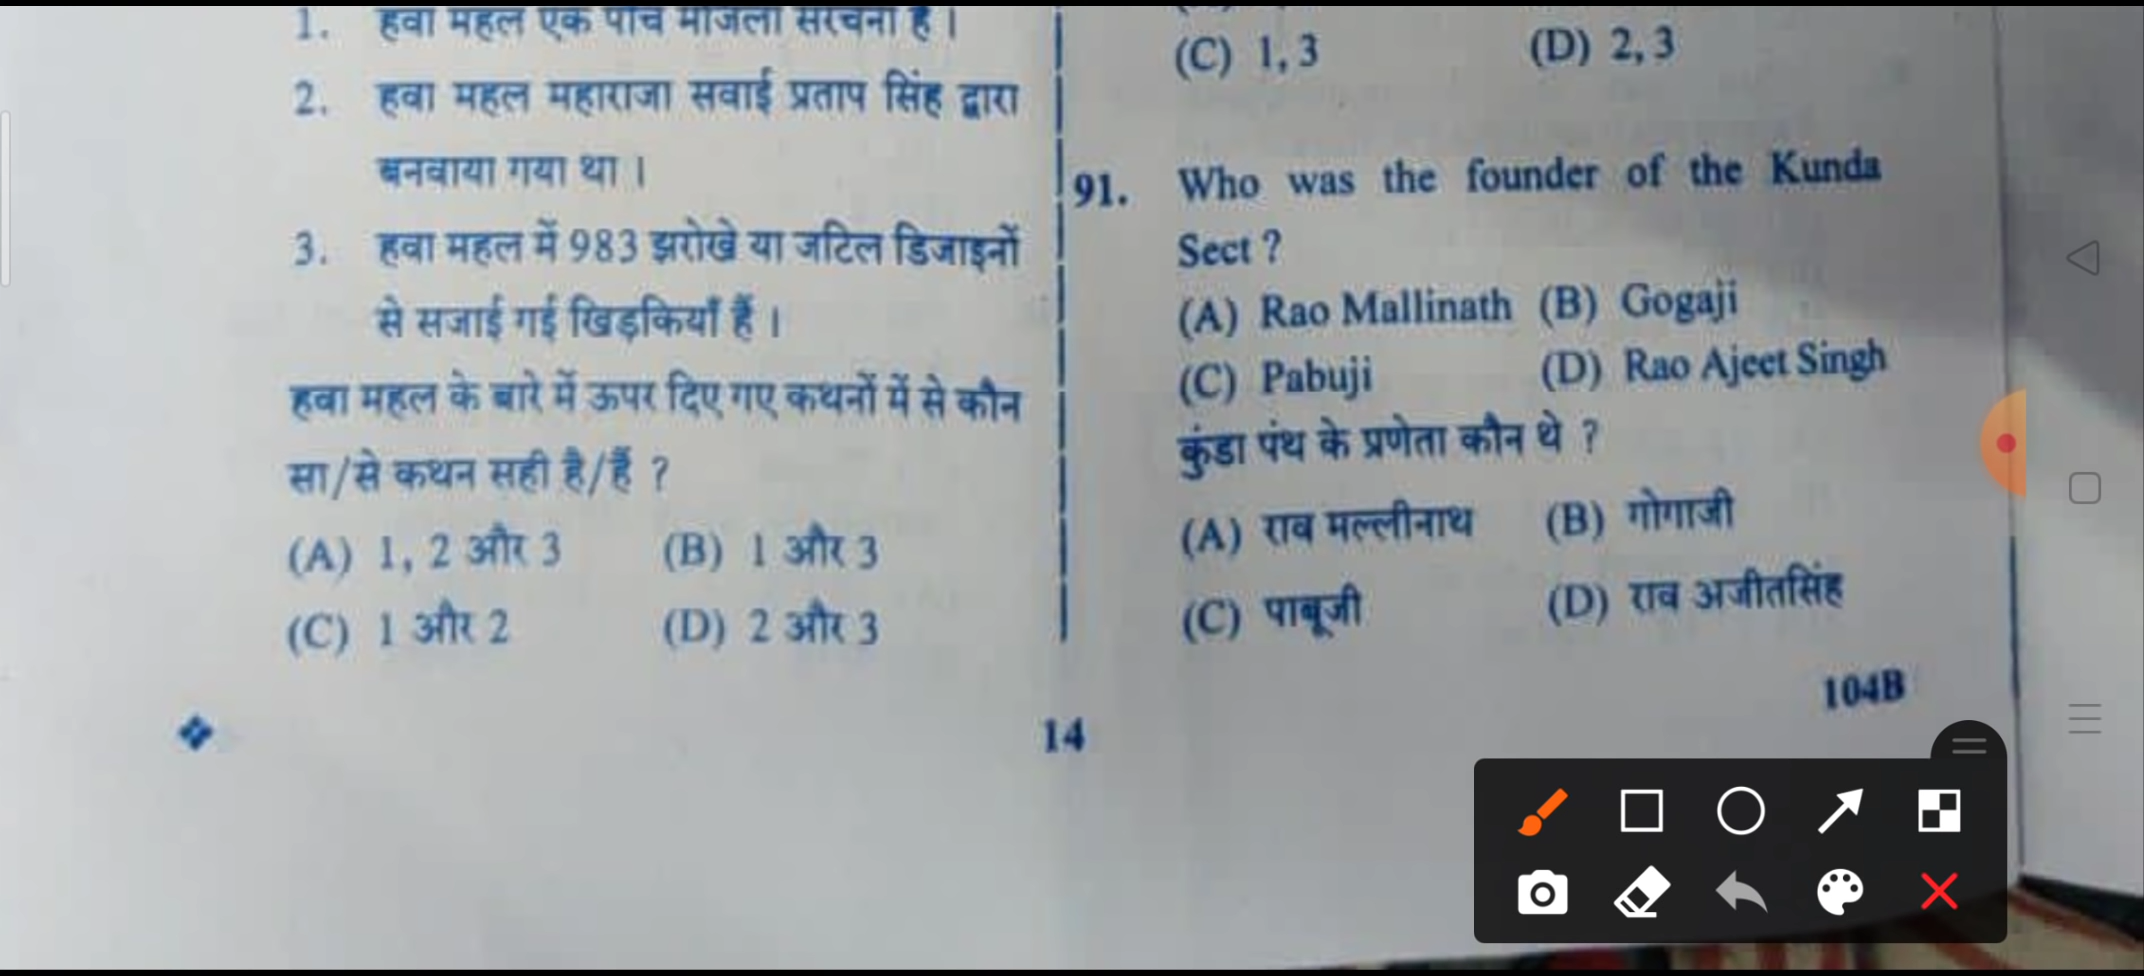 1. हवा महल एक पांच मंजिला संरचना है ।
2. हवा महल महाराजा सवाई प्रताप सिंह द्वारा
बनवाया गया था ।
3. हवा महल में 983 झरोखे या जटिल डिजाइनों
से सजाई गई खिड़कियाँ हैं ।
हवा महल के बारे में ऊपर दिए गए कथनों में से कौन
सा/से कथन सही है/हैं ?
(A) 1, 2 और 3 (B) 1 और 3
(C) 1 और 2 (D) 2 और 3
(C) 1, 3 (D) 2, 3
91. Who was the founder of the Kunda
Sect ?
(A) Rao Mallinath (B) Gogaji
(C) Pabuji (D) Rao Ajeet Singh
कुंडा पंथ के प्रणेता कौन थे ?
(A) राव मल्लीनाथ (B) गोगाजी
(C) पाबूजी (D) राव अजीतसिंह
104B
14